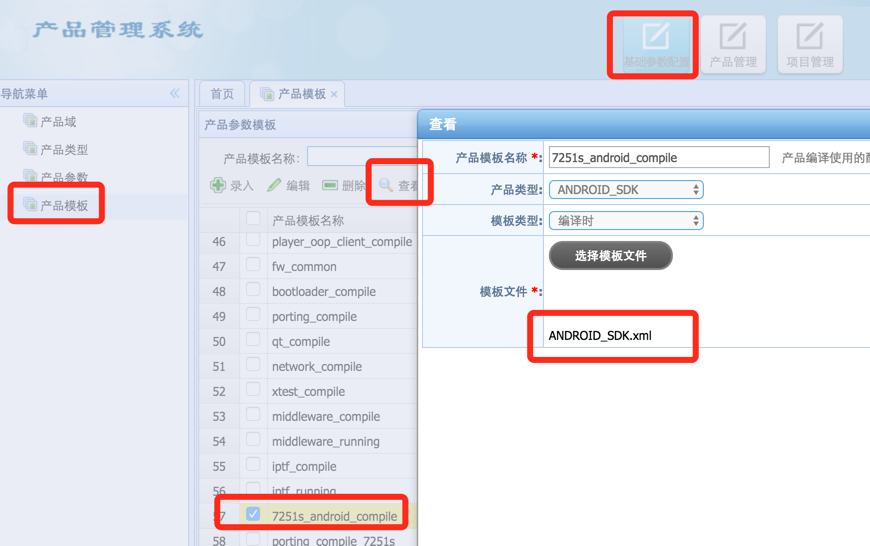 产品管理系统
基础参数配置
产品管理
项目管理
导航菜单
产品域
产品类型
产品参数
产品模板
首页
产品模板
产品参数模板
产品模板名称:
录入
编辑
删除
查看
产品模板名称
46 player_oop_client_compile
47 fw_common
48 bootloader_compile
49 porting_compile
50 qt_compile
51 network_compile
52 xtest_compile
53 middleware_compile
54 middleware_running
55 iptf_compile
56 iptf_running
57 7251s_android_compile
58 porting_compile_7251s
查看
产品模板名称 *: 7251s_android_compile 产品编译使用的
产品类型: ANDROID_SDK
模板类型: 编译时
选择模板文件
模板文件 *:
ANDROID_SDK.xml